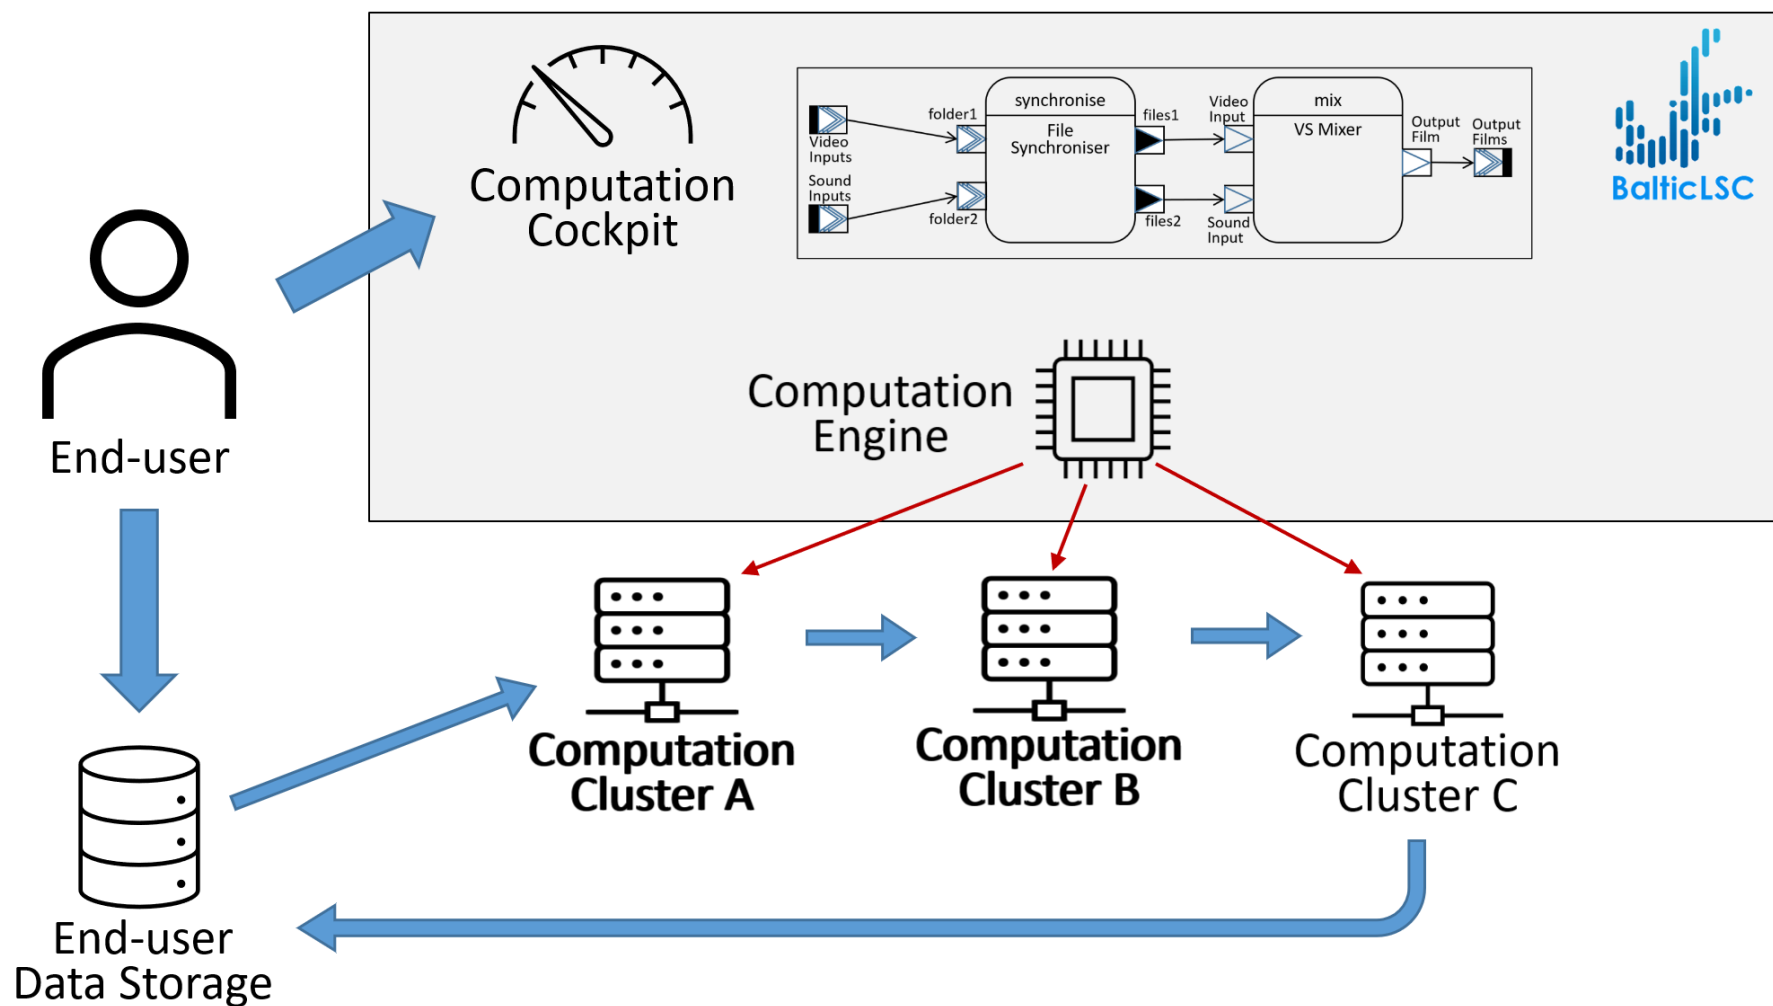 Computation
Cockpit
Video
Inputs
Sound
Inputs
folder1
folder2
synchronise
File
Synchroniser
files1
files2
Video
Input
Sound
Input
mix
VS Mixer
Output
Film
Output
Films
BalticLSC
End-user
Computation
Engine
Computation
Cluster A
Computation
Cluster B
Computation
Cluster C
End-user
Data Storage